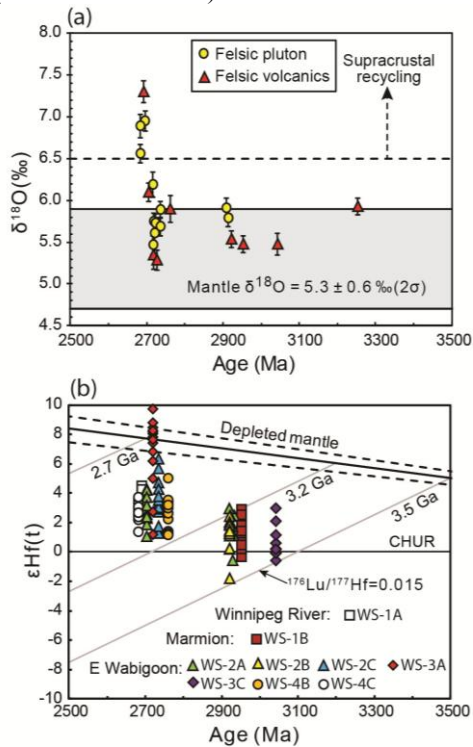 (a)
Felsic pluton
Felsic volcanics
Supracrustal
recycling
8.0
7.5
7.0
6.5
6.0
5.5
5.0
4.5
δ18O(‰)
Mantle δ18O = 5.3 ± 0.6 ‰(2σ)
2500 2700 2900 3100 3300 3500
Age (Ma)
(b)
10
8
6
4
2
0
-2
-4
-6
-8
-10
εHf(t)
Depleted mantle
2.7 Ga
3.2 Ga
3.5 Ga
CHUR
176Lu/177Hf=0.015
Winnipeg River: WS-1A
Marmion: WS-1B
E Wabigoon: WS-2A WS-2B WS-2C WS-3A
WS-3C WS-4B WS-4C
2500 2700 2900 3100 3300 3500
Age (Ma)